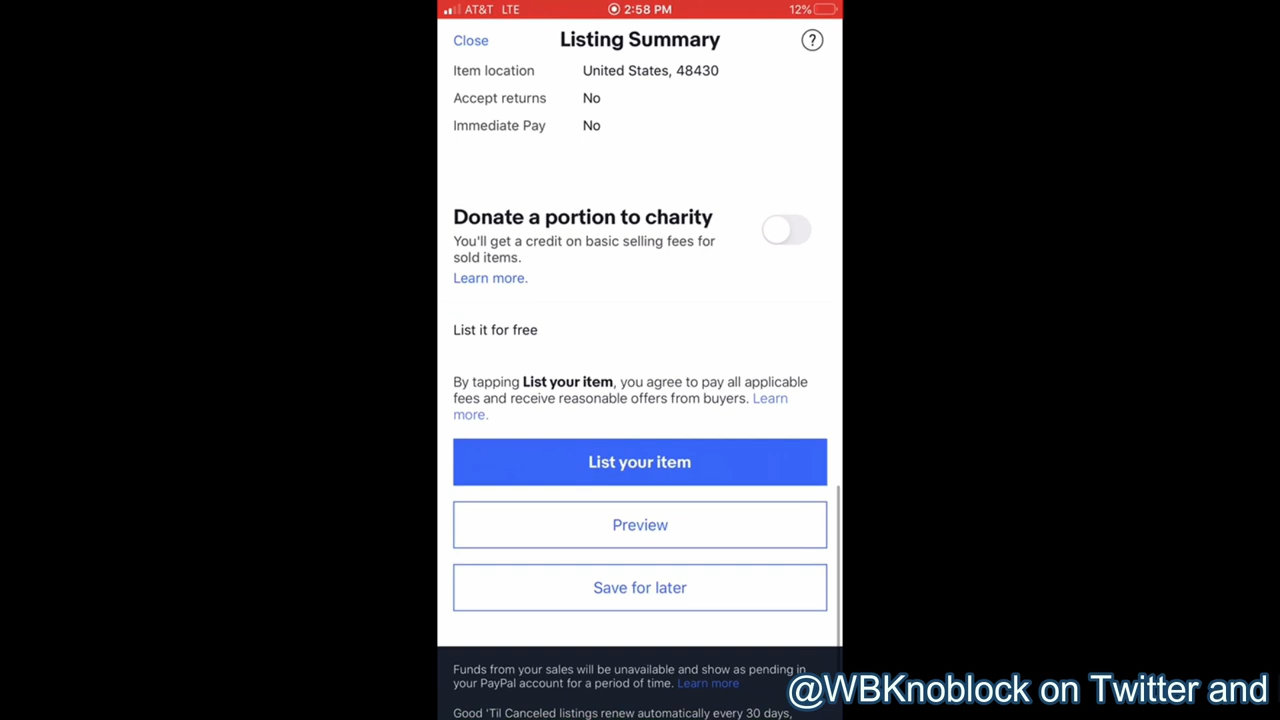 AT&T LTE 2:58 PM 12%
Close Listing Summary ?
Item location United States, 48430
Accept returns No
Immediate Pay No
Donate a portion to charity
You'll get a credit on basic selling fees for
sold items.
Learn more.
List it for free
By tapping List your item, you agree to pay all applicable
fees and receive reasonable offers from buyers. Learn
more.
List your item
Preview
Save for later
Funds from your sales will be unavailable and show as pending in
your PayPal account for a period of time. Learn more
Good 'Til Canceled listings renew automatically every 30 days,
@WBKnoblock on Twitter and